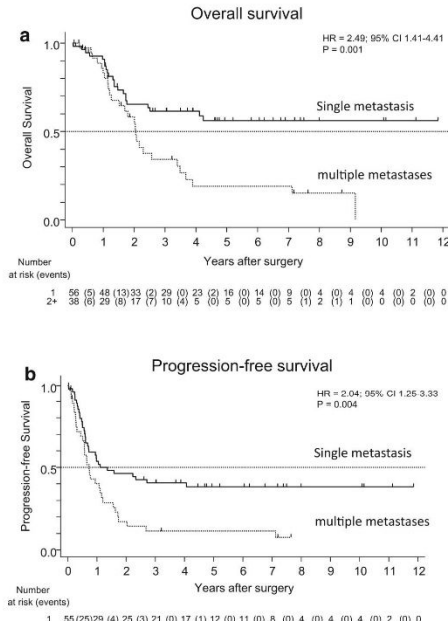 Overall survival
a
HR = 2.49; 95% CI 1.41-4.41
P = 0.001
1.0
Single metastasis
0.5
multiple metastases
0.0
Overall Survival
0 1 2 3 4 5 6 7 8 9 10 11 12
Years after surgery
Number
at risk (events)
1 56 (5) 48 (13) 33 (2) 29 (0) 23 (2) 16 (0) 14 (0) 9 (0) 4 (0) 4 (0) 4 (0) 2 (0) 0
2+ 38 (6) 29 (8) 17 (7) 10 (4) 5 (0) 5 (0) 5 (1) 2 (1) 1 (0) 0 (0) 0 (0) 0 (0) 0
b
Progression-free survival
HR = 2.04; 95% CI 1.25-3.33
P = 0.004
1.0
Single metastasis
0.5
multiple metastases
0.0
Progression-free Survival
0 1 2 3 4 5 6 7 8 9 10 11 12
Years after surgery
Number
at risk (events)
1 55 (25) 29 (4) 25 (3) 21 (0) 17 (1) 12 (0) 11 (0) 8 (0) 4 (0) 4 (0) 4 (0) 2 (0) 0